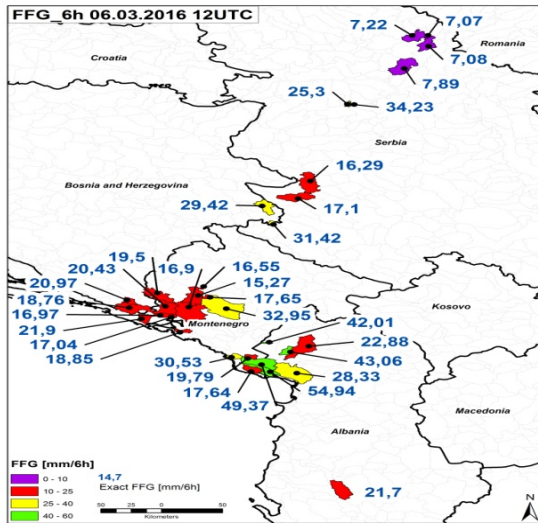 FFG_6h 06.03.2016 12UTC
7,22
7,07
Croatia
Romania
7,08
7,89
25,3
34,23
Serbia
16,29
Bosnia and Herzegovina
29,42
17,1
31,42
19,5
16,9
16,55
20,43
15,27
20,97
17,65
18,76
32,95
Kosovo
16,97
Montenegro
42,01
21,9
22,88
17,04
43,06
18,85
30,53
28,33
19,79
17,64
54,94
49,37
Macedonia
Albania
FFG [mm/6h]
0 - 10
10 - 25
25 - 40
40 - 60
14,7
Exact FFG [mm/6h]
50 25 0 50
Kilometers
21,7
N